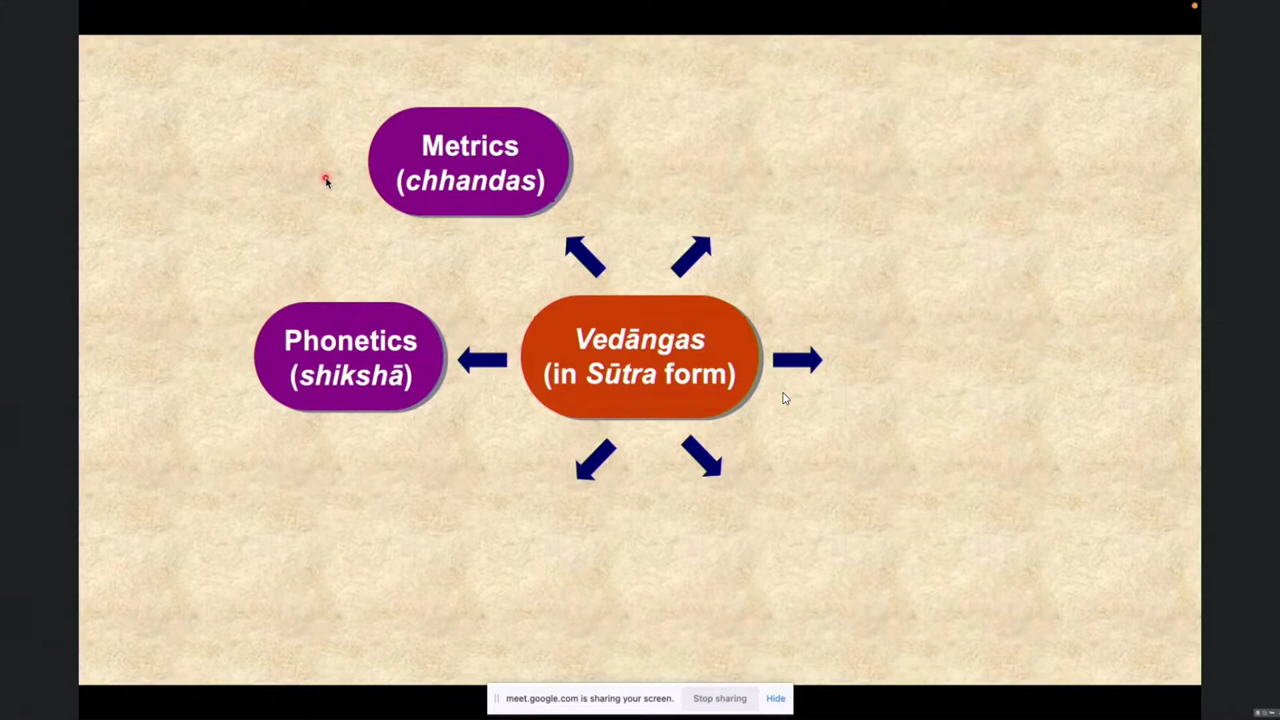 Metrics
(chhandas)
Phonetics
(shikshā)
Vedāngas
(in Sūtra form)
meet.google.com is sharing your screen. Stop sharing Hide